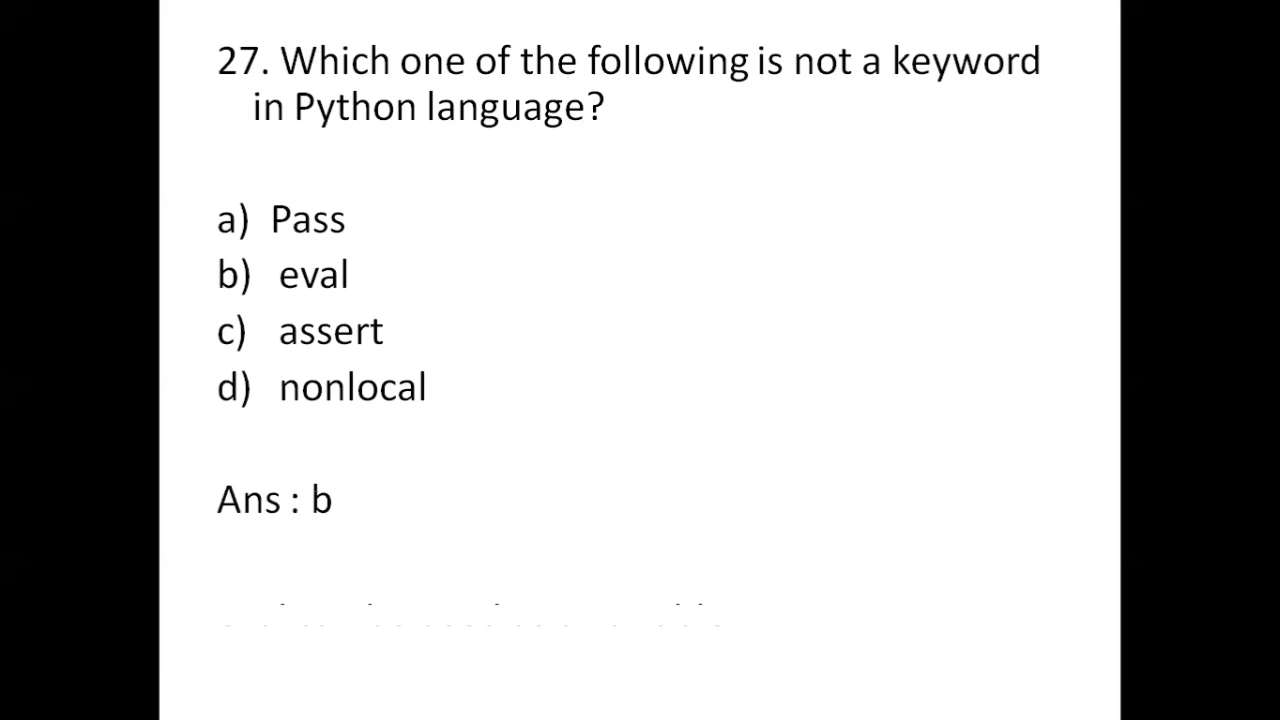 27. Which one of the following is not a keyword
in Python language?
a) Pass
b) eval
c) assert
d) nonlocal
Ans : b